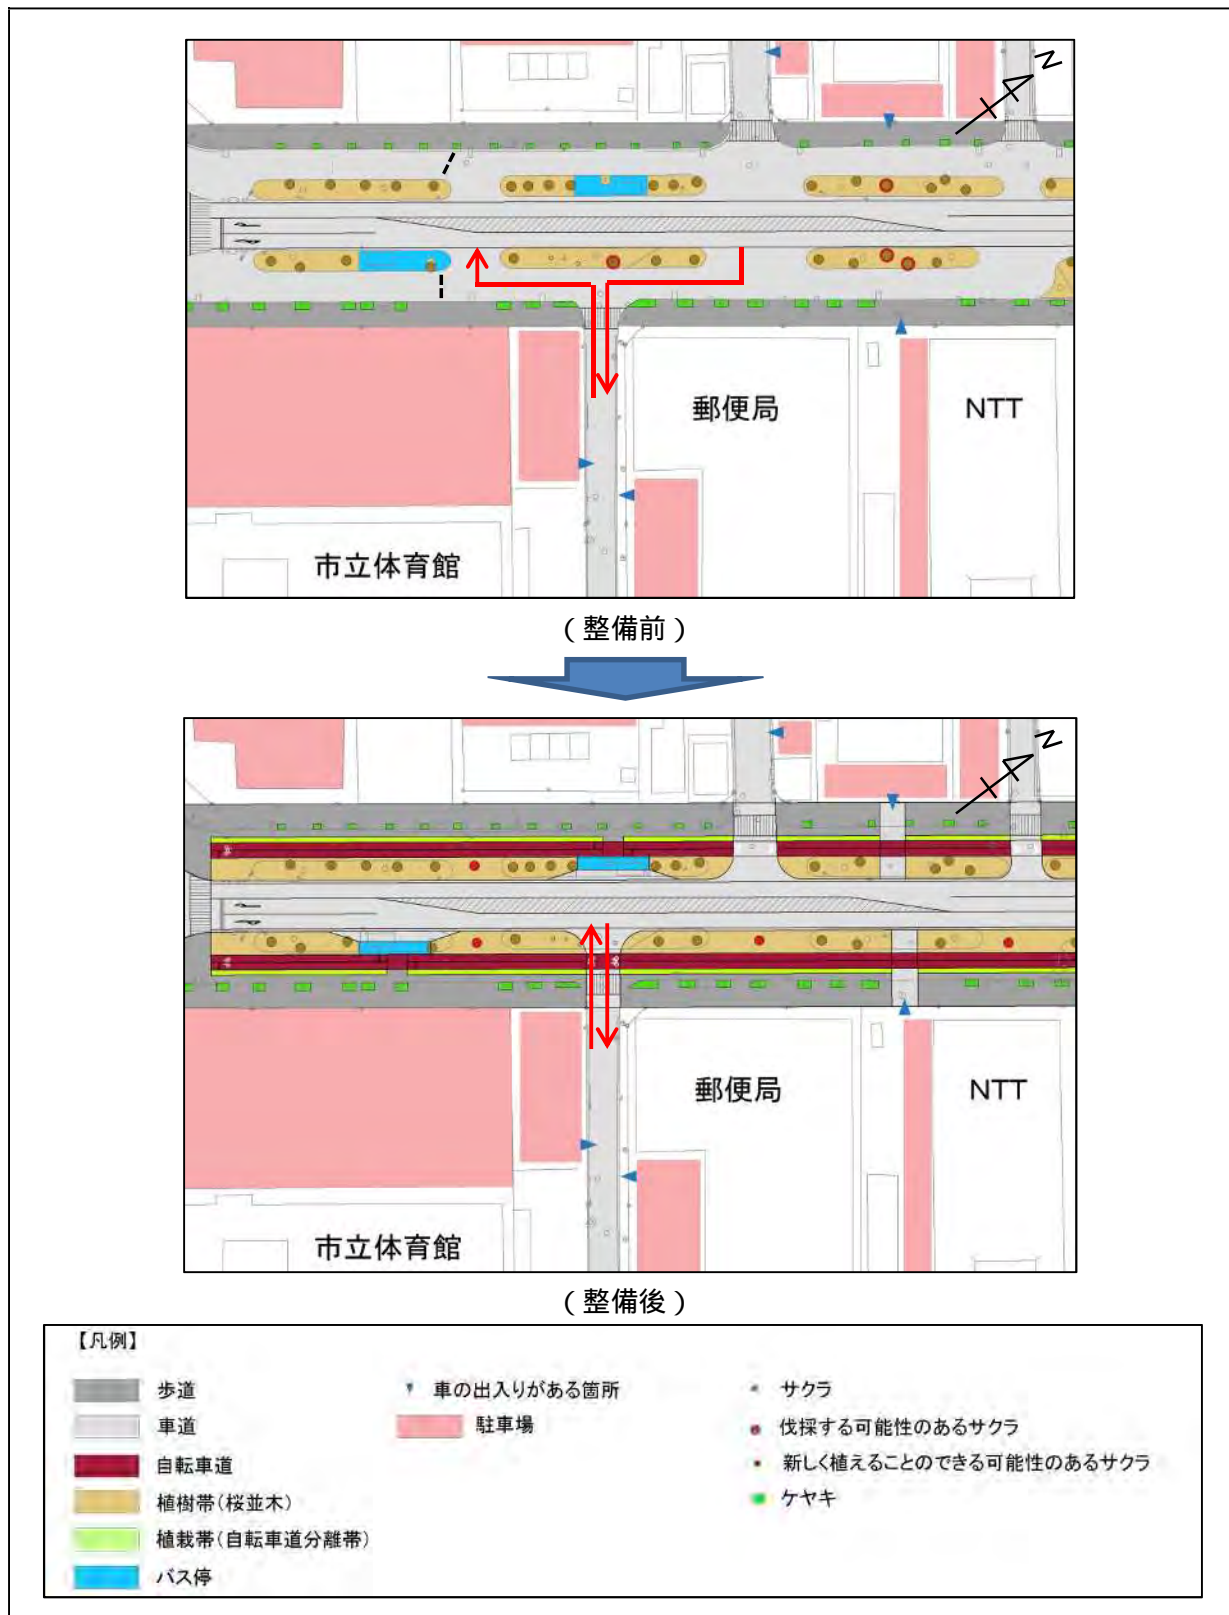 N
郵便局
NTT
市立体育館
(整備前)
N
郵便局
NTT
市立体育館
(整備後)
【凡例】
歩道
車道
自転車道
植樹帯(桜並木)
植栽帯(自転車道分離帯)
バス停
車の出入りがある箇所
駐車場
サクラ
伐採する可能性のあるサクラ
新しく植えることのできる可能性のあるサクラ
ケヤキ